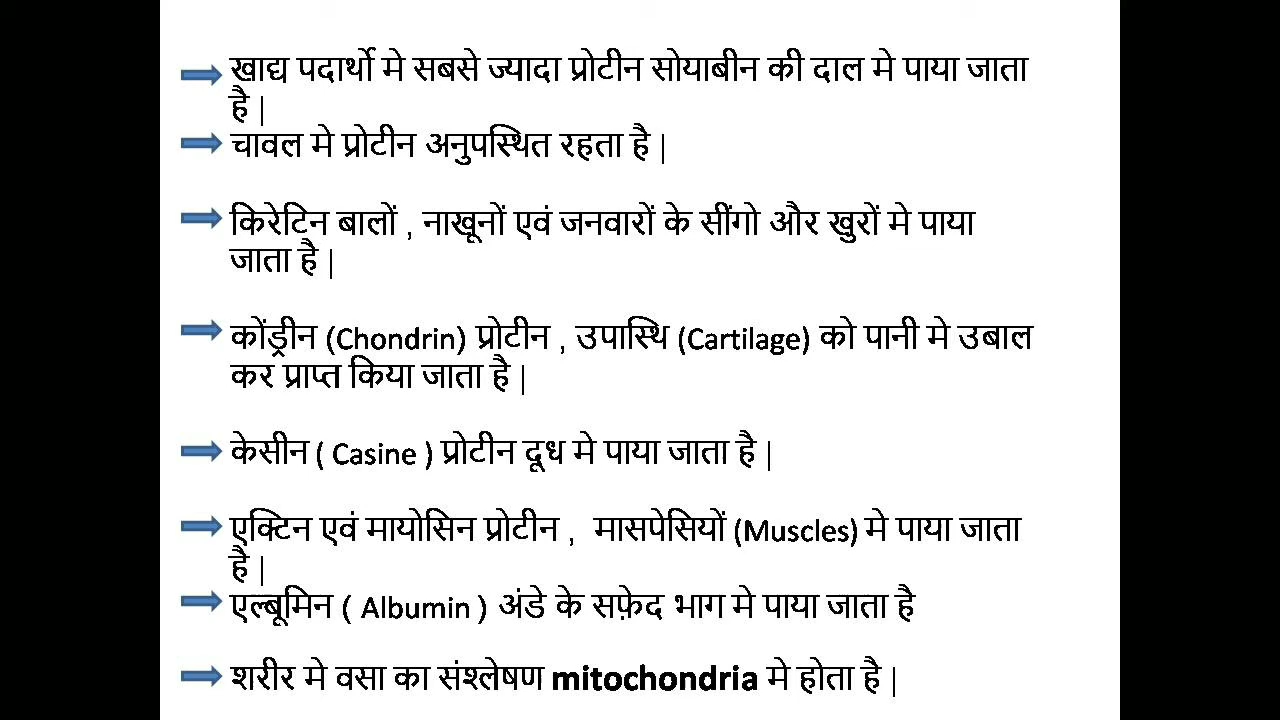 खाद्य पदार्थो मे सबसे ज्यादा प्रोटीन सोयाबीन की दाल मे पाया जाता
है |
चावल मे प्रोटीन अनुपस्थित रहता है |
किरेटिन बालों , नाखूनों एवं जनवारों के सींगो और खुरों मे पाया
जाता है |
कोंड्रीन (Chondrin) प्रोटीन , उपास्थि (Cartilage) को पानी मे उबाल
कर प्राप्त किया जाता है |
केसीन ( Casine ) प्रोटीन दूध मे पाया जाता है |
एक्टिन एवं मायोसिन प्रोटीन , मासपेसियों (Muscles) मे पाया जाता
है |
एल्बूमिन ( Albumin ) अंडे के सफ़ेद भाग मे पाया जाता है
शरीर मे वसा का संश्लेषण mitochondria मे होता है |